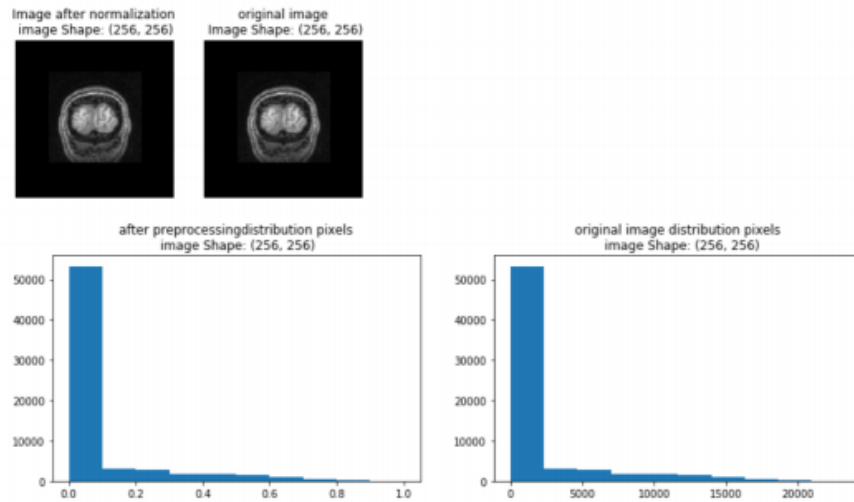 Image after normalization
image Shape: (256, 256)
original image
Image Shape: (256, 256)
after preprocessingdistribution pixels
image Shape: (256, 256)
50000
40000
30000
20000
10000
0
0.0 0.2 0.4 0.6 0.8 1.0
original image distribution pixels
image Shape: (256, 256)
50000
40000
30000
20000
10000
0
0 5000 10000 15000 20000